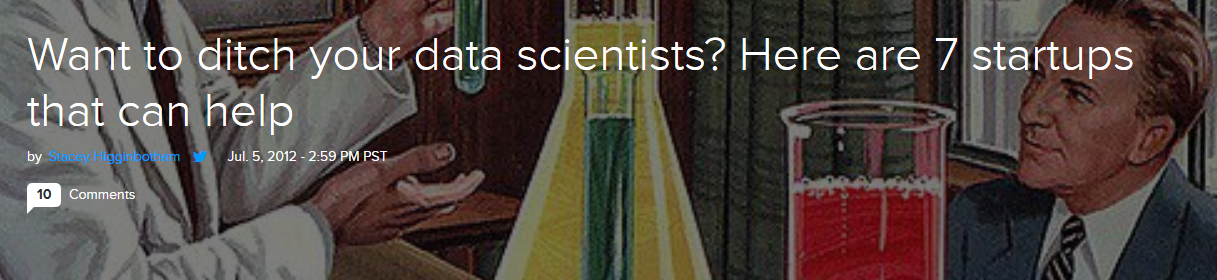 Want to ditch your data scientists? Here are 7 startups
that can help
by Stacey Higginbotham Jul. 5, 2012 - 2:59 PM PST
10 Comments